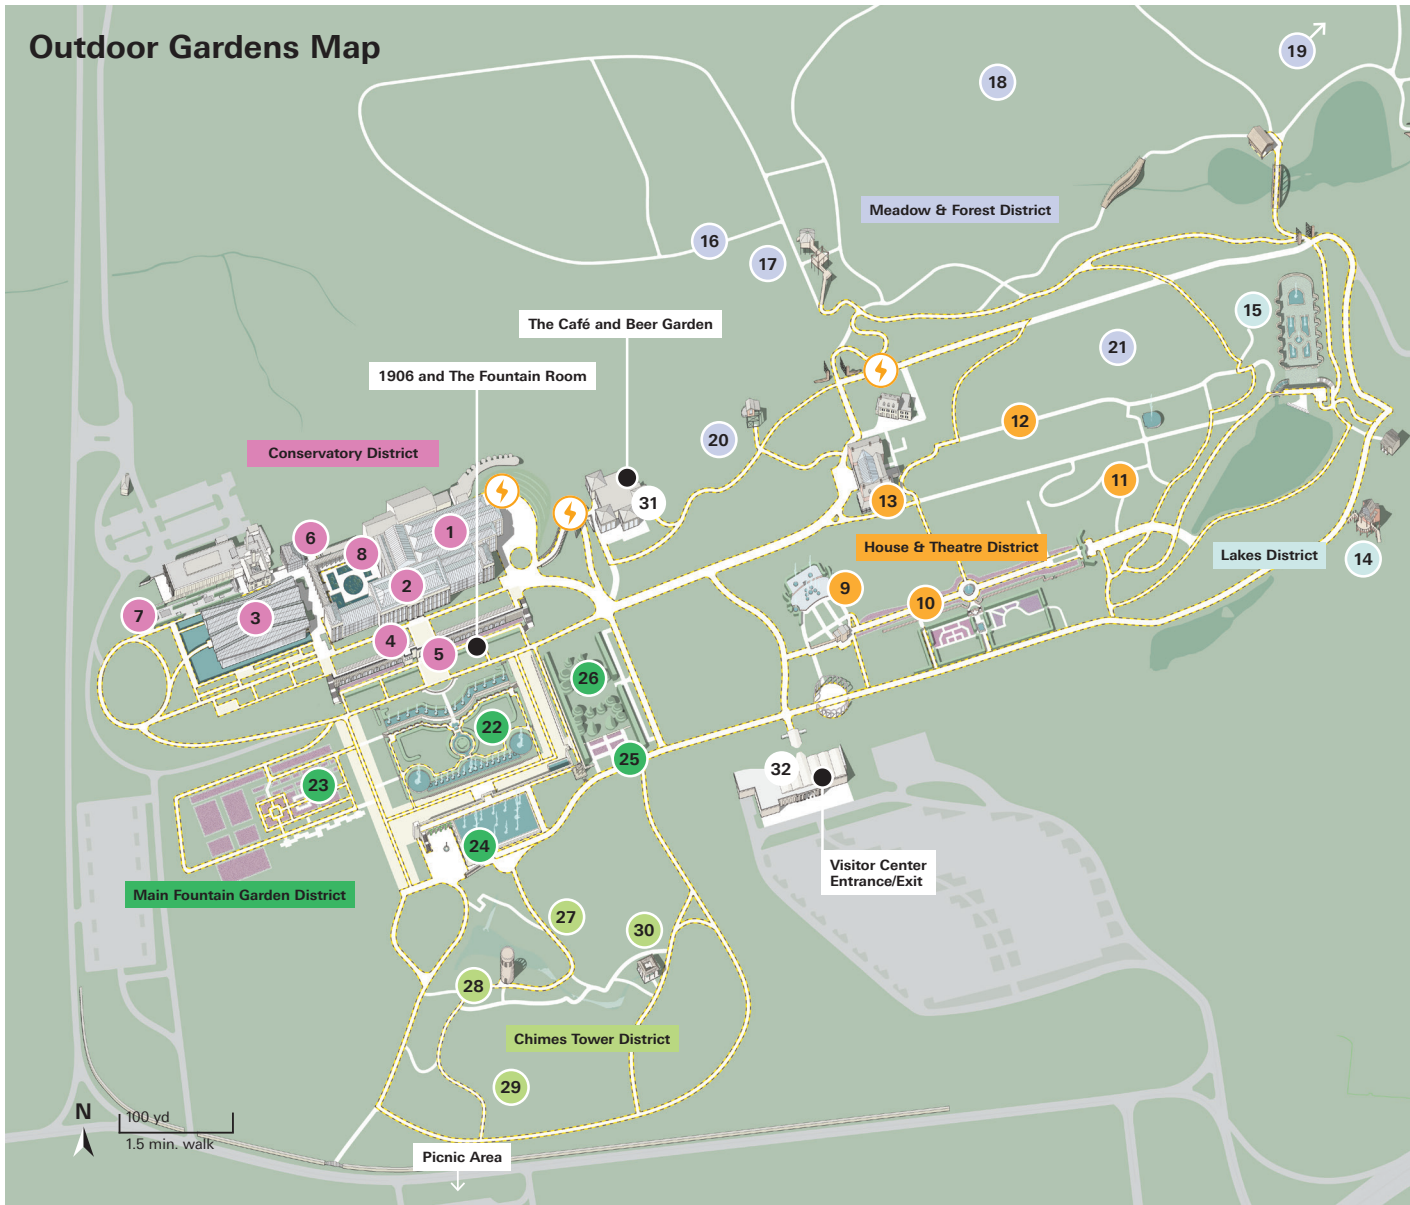 Outdoor Gardens Map
19
18
Meadow & Forest District
16
17
15
The Café and Beer Garden
21
1906 and The Fountain Room
12
20
Conservatory District
11
31
13
1
6
8
House & Theatre District
Lakes District
14
2
9
10
7
3
4
5
26
22
25
32
23
24
Visitor Center
Entrance/Exit
Main Fountain Garden District
27
30
28
Chimes Tower District
29
N
100 yd
1.5 min. walk
Picnic Area